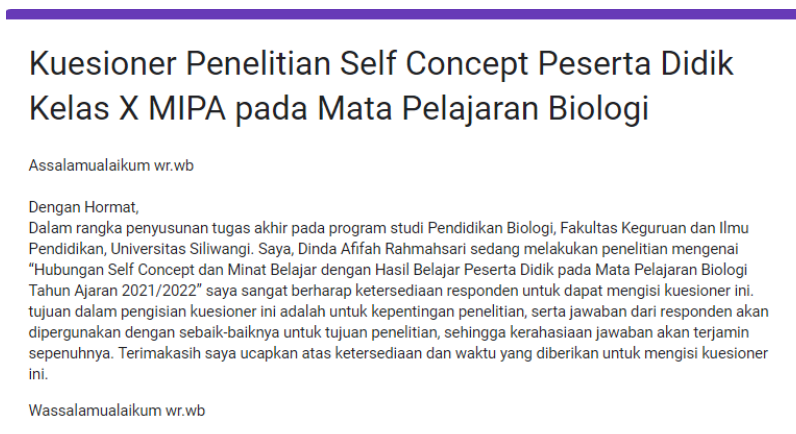 Kuesioner Penelitian Self Concept Peserta Didik
Kelas X MIPA pada Mata Pelajaran Biologi
Assalamualaikum wr.wb
Dengan Hormat,
Dalam rangka penyusunan tugas akhir pada program studi Pendidikan Biologi, Fakultas Keguruan dan Ilmu
Pendidikan, Universitas Siliwangi. Saya, Dinda Afifah Rahmahsari sedang melakukan penelitian mengenai
“Hubungan Self Concept dan Minat Belajar dengan Hasil Belajar Peserta Didik pada Mata Pelajaran Biologi
Tahun Ajaran 2021/2022” saya sangat berharap ketersediaan responden untuk dapat mengisi kuesioner ini.
tujuan dalam pengisian kuesioner ini adalah untuk kepentingan penelitian, serta jawaban dari responden akan
dipergunakan dengan sebaik-baiknya untuk tujuan penelitian, sehingga kerahasiaan jawaban akan terjamin
sepenuhnya. Terimakasih saya ucapkan atas ketersediaan dan waktu yang diberikan untuk mengisi kuesioner
ini.
Wassalamualaikum wr.wb